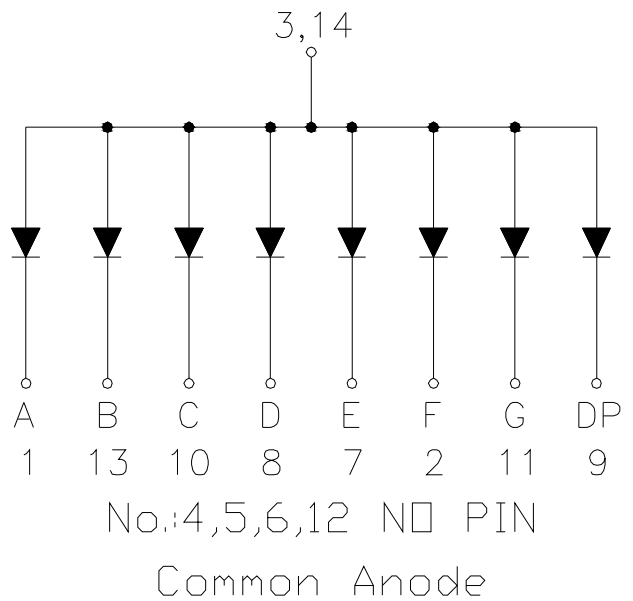 3,14
A B C D E F G DP
1 13 10 8 7 2 11 9
No.:4,5,6,12 NO PIN
Common Anode